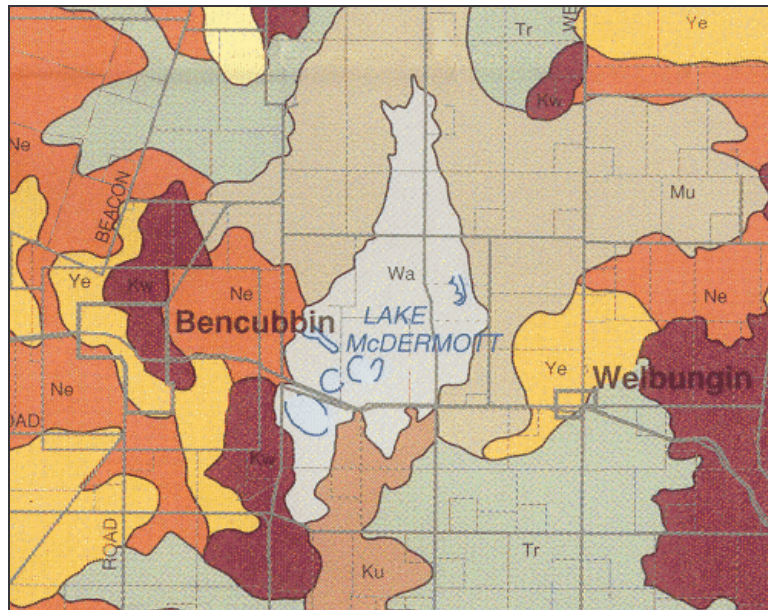 Tr
WE
Ye
Kw
Ne
BEACON
Mu
Ye
Kw
Ne
Wa
Ne
Bencubbin
LAKE
McDERMOTT
Ye
Welbungin
Ne
OAD
Kw
ROAD
Ku
Tr